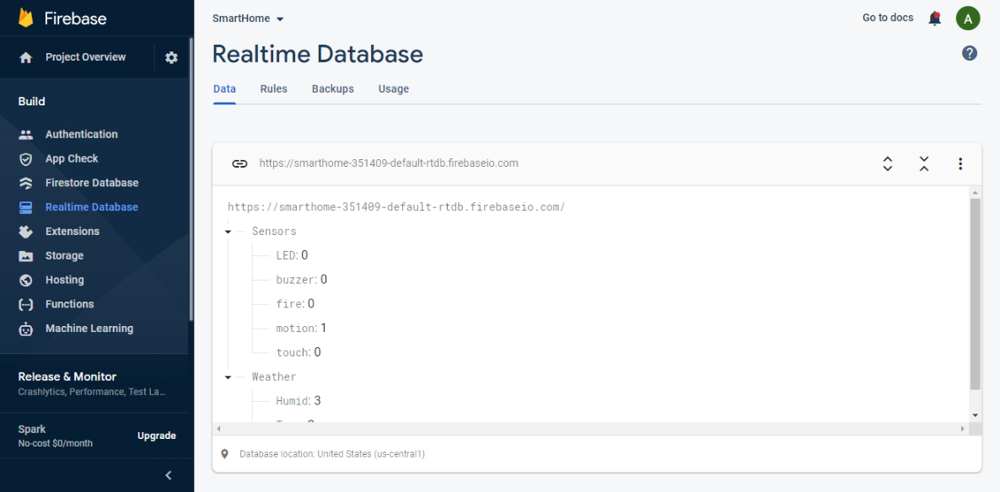 Firebase
Project Overview
Build
Authentication
App Check
Firestore Database
Realtime Database
Extensions
Storage
Hosting
Functions
Machine Learning
Release & Monitor
Crashlytics, Performance, Test La...
Spark
No-cost $0/month
Upgrade
SmartHome
Go to docs
A
Realtime Database
?
Data Rules Backups Usage
https://smarthome-351409-default-rtdb.firebaseio.com
https://smarthome-351409-default-rtdb.firebaseio.com/
Sensors
LED: 0
buzzer: 0
fire: 0
motion: 1
touch: 0
Weather
Humid: 3
Database location: United States (us-central1)